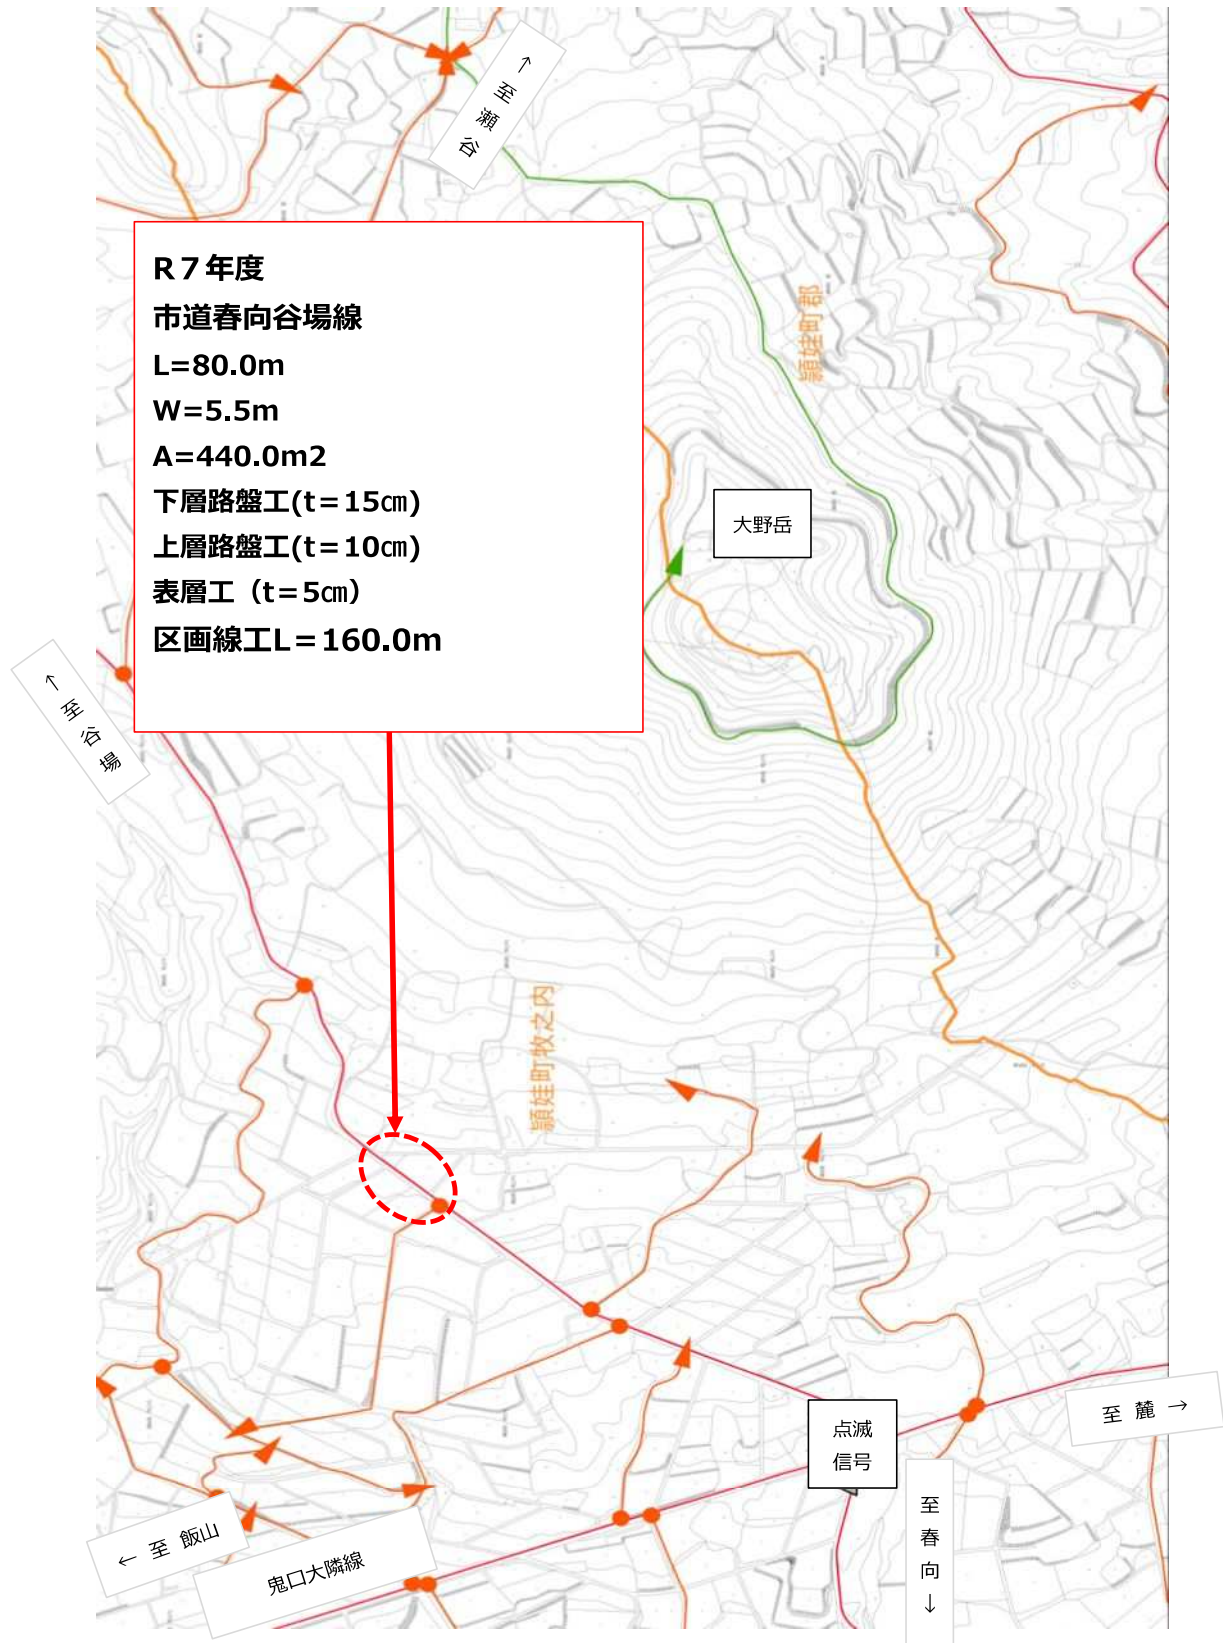 ↑至瀬谷
R７年度
市道春向谷場線
L=80.0m
W=5.5m
A=440.0m2
下層路盤工(t＝15㎝)
上層路盤工(t＝10㎝)
表層工（t＝5㎝）
区画線工L＝160.0m
頴娃町郡
大野岳
↑至谷場
頴娃町牧之内
点滅
信号
至 麓 →
至春向↓
← 至 飯山
鬼口大隣線